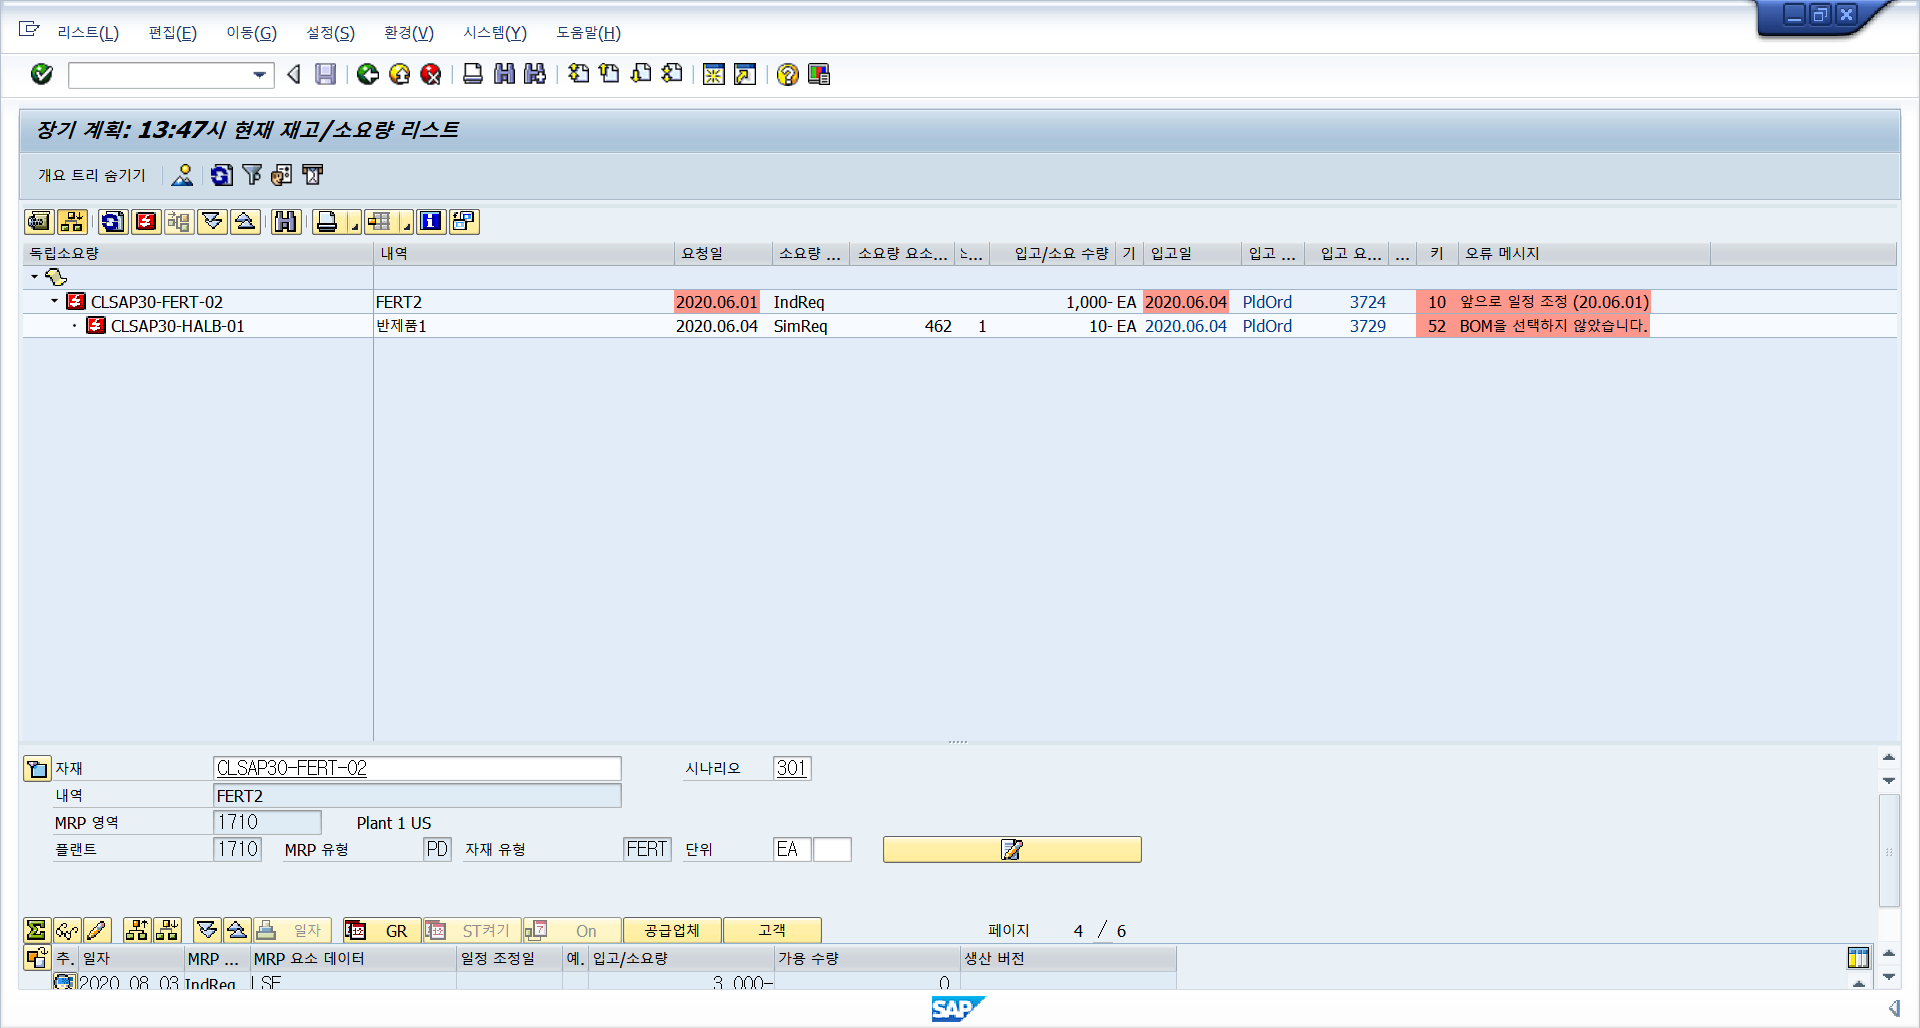 리스트(L) 편집(E) 이동(G) 설정(S) 환경(V) 시스템(Y) 도움말(H)
장기 계획: 13:47시 현재 재고/소요량 리스트
개요 트리 숨기기
독립소요량 내역 요청일 소요량 ... 소요량 요소... 입고/소요 수량 기 입고일 입고 ... 입고 요... ... 키 오류 메시지
CLSAP30-FERT-02 FERT2 2020.06.01 IndReq 1,000- EA 2020.06.04 PldOrd 3724 10 앞으로 일정 조정 (20.06.01)
CLSAP30-HALB-01 반제품1 2020.06.04 SimReq 462 1 10- EA 2020.06.04 PldOrd 3729 52 BOM을 선택하지 않았습니다.
자재 CLSAP30-FERT-02 시나리오 301
내역 FERT2
MRP 영역 1710 Plant 1 US
플랜트 1710 MRP 유형 PD 자재 유형 FERT 단위 EA
일자 GR ST켜기 On 공급업체 고객 페이지 4 / 6
추. 일자 MRP ... MRP 요소 데이터 일정 조정일 예. 입고/소요량 가용 수량 생산 버전
2020.08.03 IndReq LSF 3,000- 0
SAP